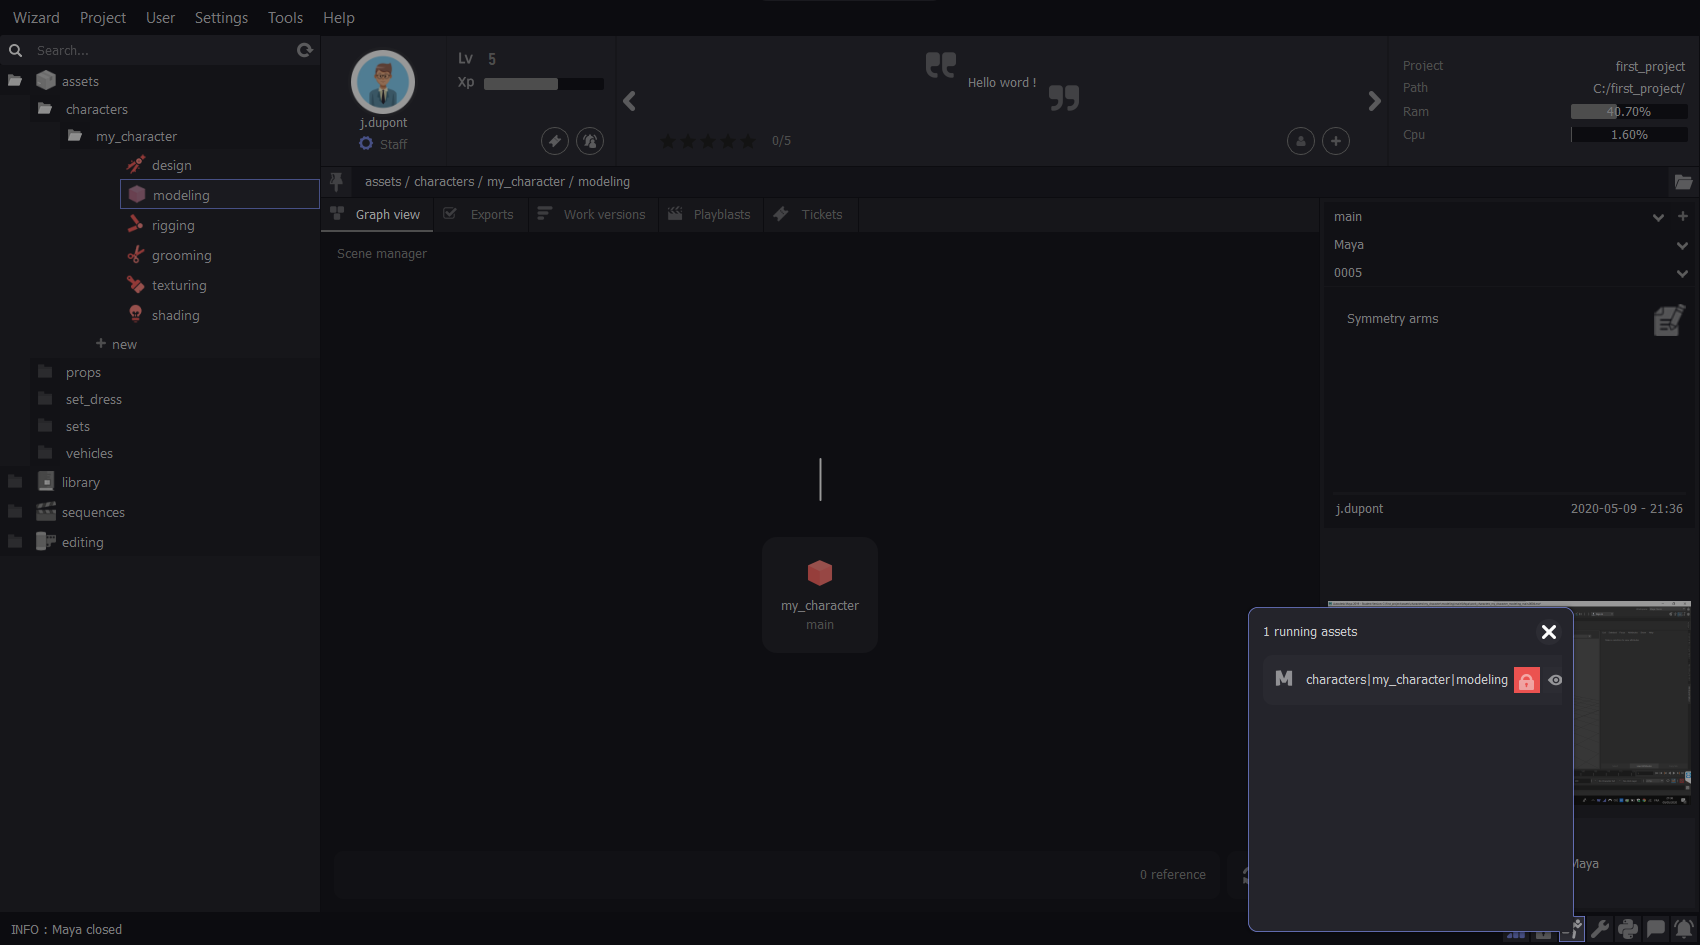 Wizard Project User Settings Tools Help
Search...
assets
characters
my_character
design
modeling
rigging
grooming
texturing
shading
+ new
props
set_dress
sets
vehicles
library
sequences
editing
j.dupont
Staff
Lv 5
Xp
Hello word !
0/5
Project first_project
Path C:/first_project/
Ram 40.70%
Cpu 1.60%
assets / characters / my_character / modeling
Graph view Exports Work versions Playblasts Tickets
Scene manager
my_character
main
0 reference
main
Maya
0005
Symmetry arms
j.dupont 2020-05-09 - 21:36
1 running assets
M characters|my_character|modeling
Maya
INFO : Maya closed